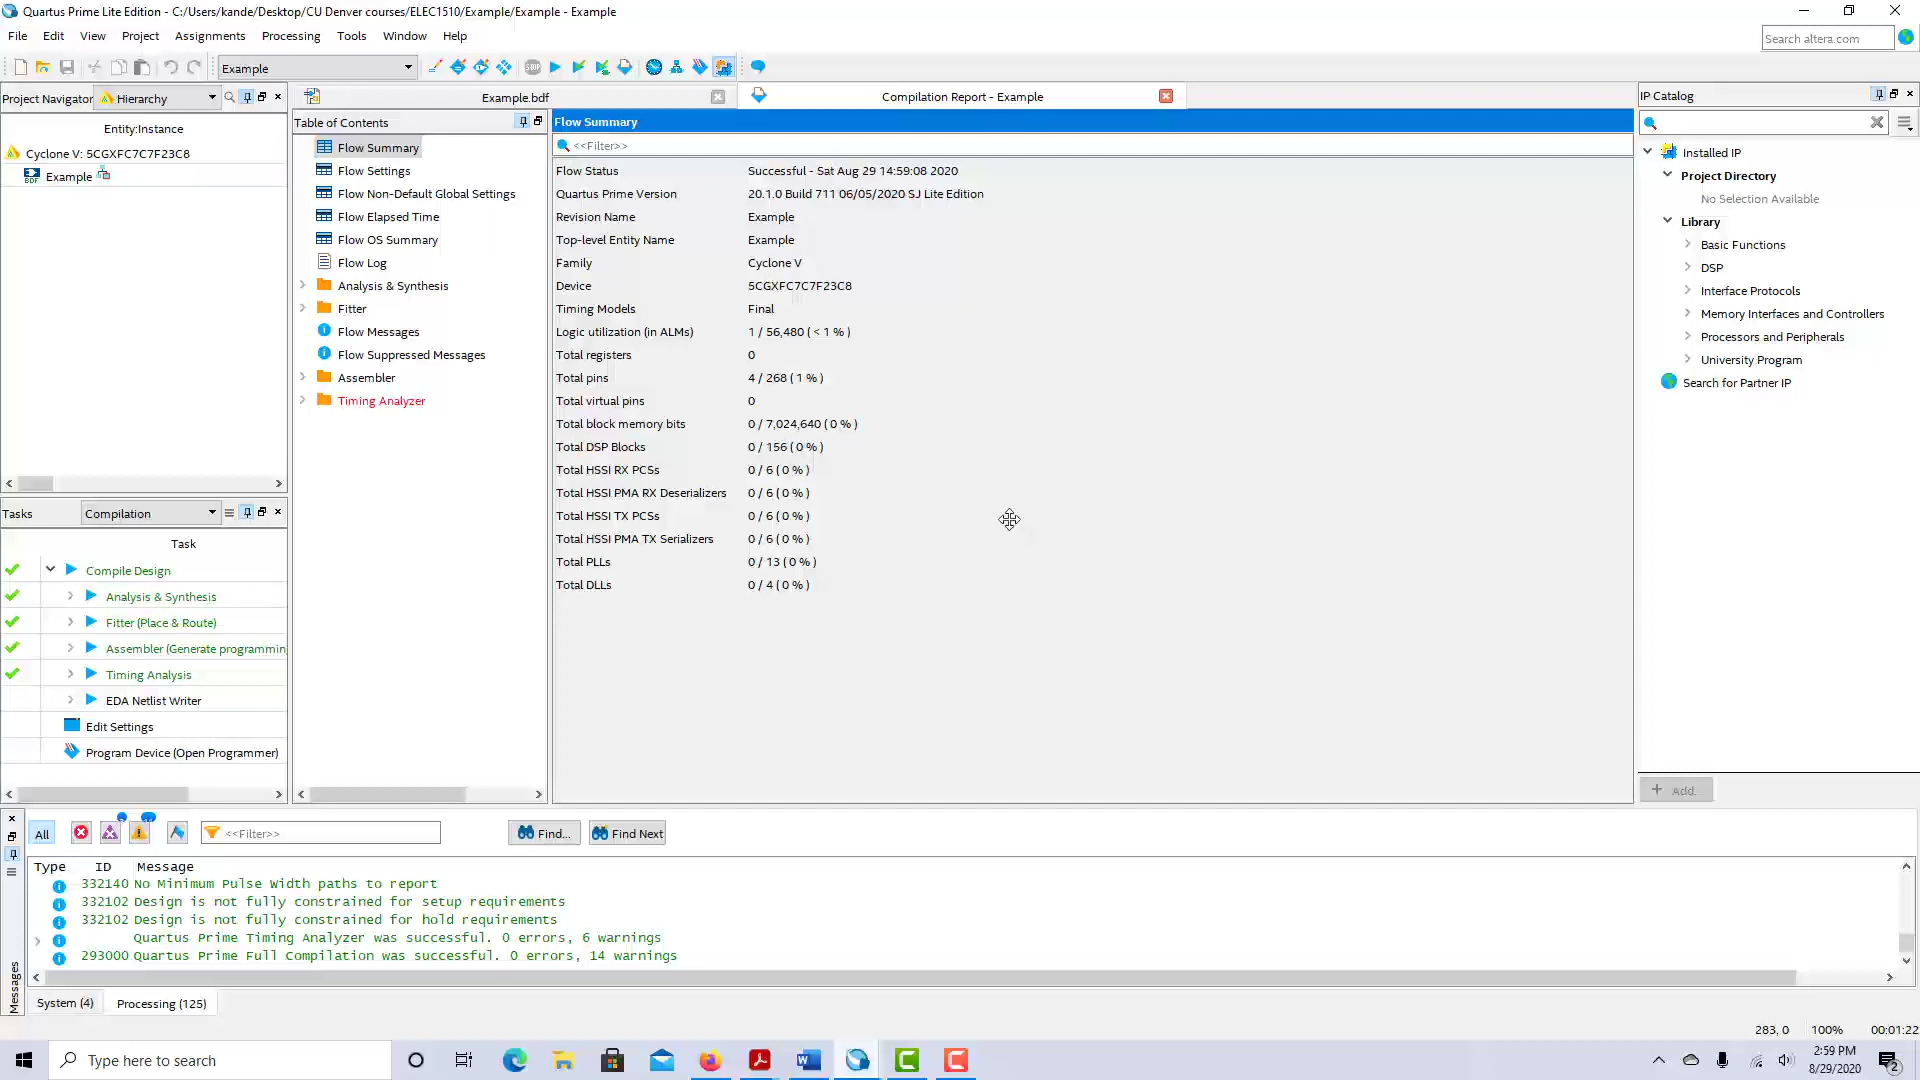 Quartus Prime Lite Edition - C:/Users/kande/Desktop/CU Denver courses/ELEC1510/Example/Example - Example
File Edit View Project Assignments Processing Tools Window Help
Search altera.com
Example
Project Navigator Hierarchy
Entity:Instance
Cyclone V: 5CGXFC7C7F23C8
Example
Tasks Compilation
Task
Compile Design
Analysis & Synthesis
Fitter (Place & Route)
Assembler (Generate programmin
Timing Analysis
EDA Netlist Writer
Edit Settings
Program Device (Open Programmer)
Example.bdf
Compilation Report - Example
Table of Contents
Flow Summary
Flow Settings
Flow Non-Default Global Settings
Flow Elapsed Time
Flow OS Summary
Flow Log
Analysis & Synthesis
Fitter
Flow Messages
Flow Suppressed Messages
Assembler
Timing Analyzer
Flow Summary
<<Filter>>
Flow Status Successful - Sat Aug 29 14:59:08 2020
Quartus Prime Version 20.1.0 Build 711 06/05/2020 SJ Lite Edition
Revision Name Example
Top-level Entity Name Example
Family Cyclone V
Device 5CGXFC7C7F23C8
Timing Models Final
Logic utilization (in ALMs) 1 / 56,480 ( < 1 % )
Total registers 0
Total pins 4 / 268 ( 1 % )
Total virtual pins 0
Total block memory bits 0 / 7,024,640 ( 0 % )
Total DSP Blocks 0 / 156 ( 0 % )
Total HSSI RX PCSs 0 / 6 ( 0 % )
Total HSSI PMA RX Deserializers 0 / 6 ( 0 % )
Total HSSI TX PCSs 0 / 6 ( 0 % )
Total HSSI PMA TX Serializers 0 / 6 ( 0 % )
Total PLLs 0 / 13 ( 0 % )
Total DLLs 0 / 4 ( 0 % )
IP Catalog
Installed IP
Project Directory
No Selection Available
Library
Basic Functions
DSP
Interface Protocols
Memory Interfaces and Controllers
Processors and Peripherals
University Program
Search for Partner IP
+ Add...
All <<Filter>> Find... Find Next
Type ID Message
332140 No Minimum Pulse Width paths to report
332102 Design is not fully constrained for setup requirements
332102 Design is not fully constrained for hold requirements
Quartus Prime Timing Analyzer was successful. 0 errors, 6 warnings
293000 Quartus Prime Full Compilation was successful. 0 errors, 14 warnings
Messages
System (4) Processing (125)
283, 0 100% 00:01:22
Type here to search
2:59 PM
8/29/2020
2